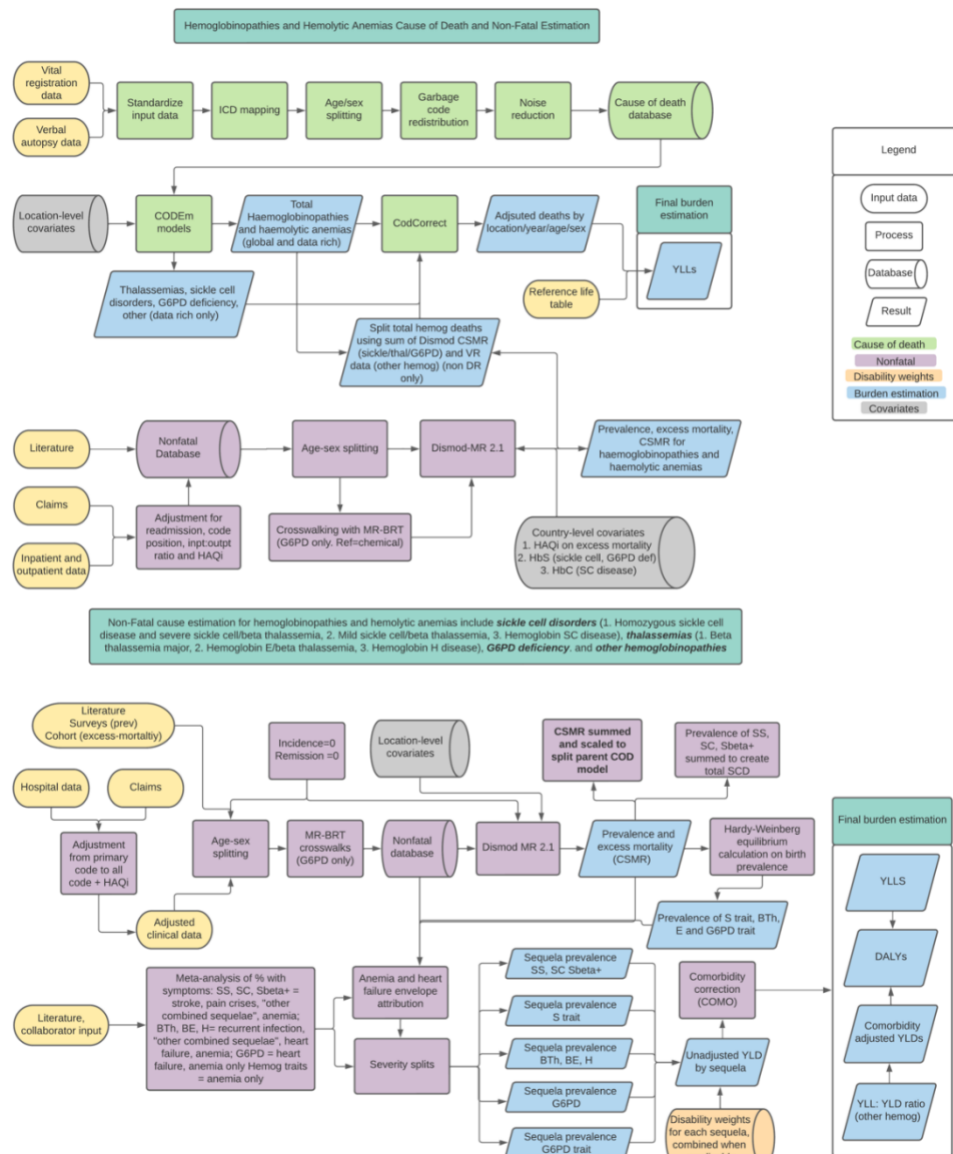 Hemoglobinopathies and Hemolytic Anemias Cause of Death and Non-Fatal Estimation
Vital
registration
data
Verbal
autopsy data
Standardize
input data
ICD mapping
Age/sex
splitting
Garbage
code
redistribution
Noise
reduction
Cause of death
database
Legend
Input data
Process
Database
Result
Cause of death
Nonfatal
Disability weights
Burden estimation
Covariates
Location-level
covariates
CODEm
models
Total
Haemoglobinopathies
and haemolytic anemias
(global and data rich)
CodCorrect
Adjsuted deaths by
location/year/age/sex
Final burden
estimation
YLLs
Thalassemias, sickle cell
disorders, G6PD deficiency,
other (data rich only)
Reference life
table
Split total hemog deaths
using sum of Dismod CSMR
(sickle/thal/G6PD) and VR
data (other hemog) (non DR
only)
Literature
Nonfatal
Database
Age-sex splitting
Dismod-MR 2.1
Prevalence, excess mortality,
CSMR for
haemoglobinopathies and
haemolytic anemias
Claims
Inpatient and
outpatient data
Adjustment for
readmission, code
position, inpt:outpt
ratio and HAQi
Crosswalking with MR-BRT
(G6PD only. Ref=chemical)
Country-level covariates
1. HAQi on excess mortality
2. HbS (sickle cell, G6PD def)
3. HbC (SC disease)
Non-Fatal cause estimation for hemoglobinopathies and hemolytic anemias include sickle cell disorders (1. Homozygous sickle cell
disease and severe sickle cell/beta thalassemia, 2. Mild sickle cell/beta thalassemia, 3. Hemoglobin SC disease), thalassemias (1. Beta
thalassemia major, 2. Hemoglobin E/beta thalassemia, 3. Hemoglobin H disease), G6PD deficiency. and other hemoglobinopathies
Literature
Surveys (prev)
Cohort (excess-mortaltiy)
Hospital data
Claims
Adjustment
from primary
code to all
code + HAQi
Adjusted
clinical data
Incidence=0
Remission =0
Location-level
covariates
CSMR summed
and scaled to
split parent COD
model
Prevalence of SS,
SC, Sbeta+
summed to create
total SCD
Age-sex
splitting
MR-BRT
crosswalks
(G6PD only)
Nonfatal
database
Dismod MR 2.1
Prevalence and
excess mortality
(CSMR)
Hardy-Weinberg
equilibrium
calculation on birth
prevalence
Prevalence of S trait, BTh,
E and G6PD trait
Final burden estimation
YLLS
DALYs
Comorbidity
adjusted YLDs
YLL: YLD ratio
(other hemog)
Literature,
collaborator input
Meta-analysis of % with
symptoms: SS, SC, Sbeta+ =
stroke, pain crises, "other
combined sequelae", anemia;
BTh, BE, H= recurrent infection,
"other combined sequelae", heart
failure, anemia; G6PD = heart
failure, anemia only Hemog traits
= anemia only
Anemia and heart
failure envelope
attribution
Severity splits
Sequela prevalence
SS, SC Sbeta+
Sequela prevalence
S trait
Sequela prevalence
BTh, BE, H
Sequela prevalence
G6PD
Sequela prevalence
G6PD trait
Comorbidity
correction
(COMO)
Unadjusted YLD
by sequela
Disability weights
for each sequela,
combined when